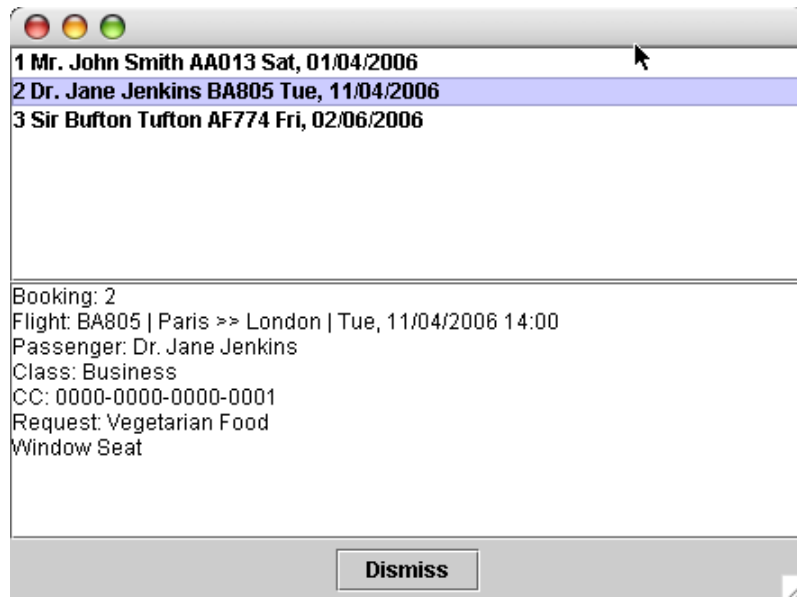 1 Mr. John Smith AA013 Sat, 01/04/2006
2 Dr. Jane Jenkins BA805 Tue, 11/04/2006
3 Sir Bufton Tufton AF774 Fri, 02/06/2006
Booking: 2
Flight: BA805 | Paris >> London | Tue, 11/04/2006 14:00
Passenger: Dr. Jane Jenkins
Class: Business
CC: 0000-0000-0000-0001
Request: Vegetarian Food
Window Seat
Dismiss